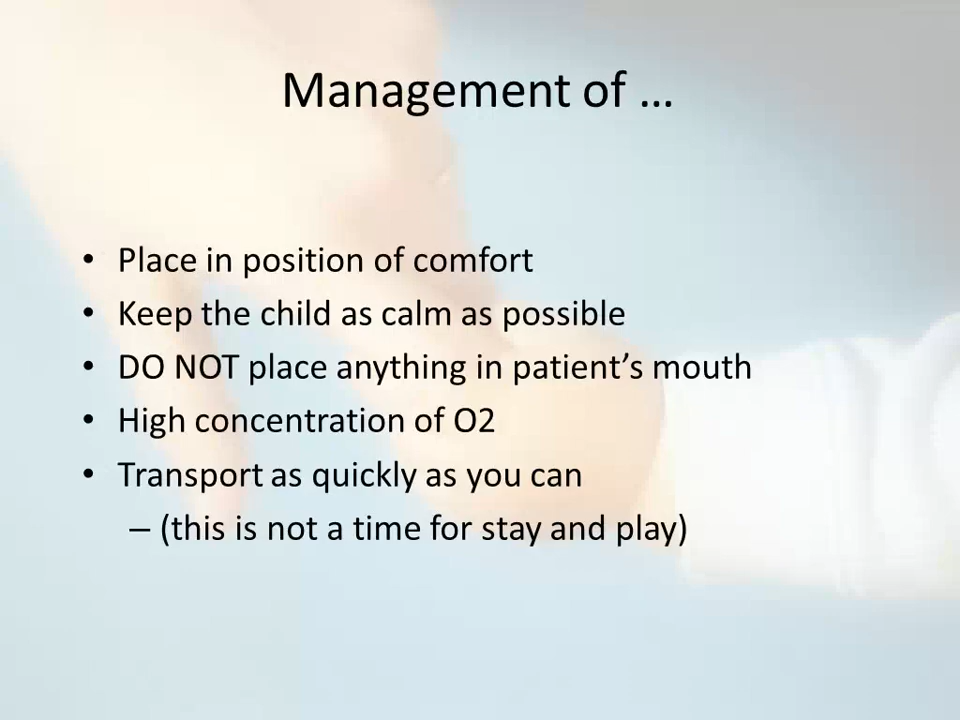 Management of …
• Place in position of comfort
• Keep the child as calm as possible
• DO NOT place anything in patient’s mouth
• High concentration of O2
• Transport as quickly as you can
– (this is not a time for stay and play)